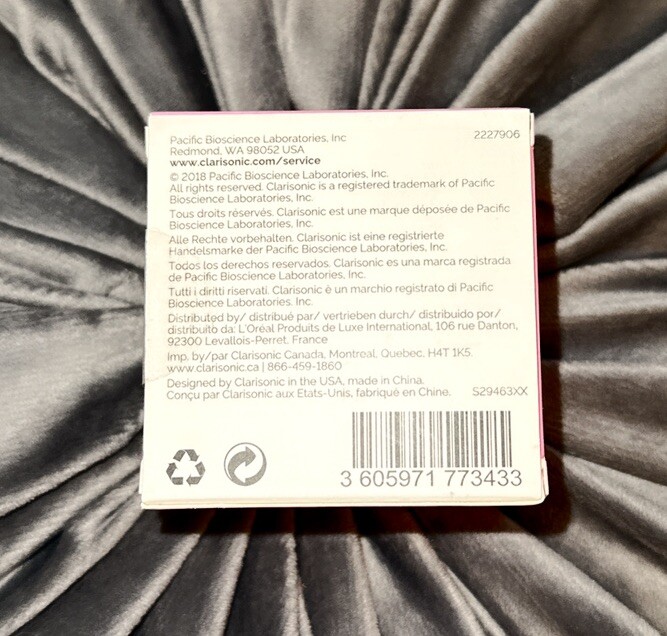 Pacific Bioscience Laboratories, Inc
2227906
Redmond, WA 98052 USA
www.clarisonic.com/service
© 2018 Pacific Bioscience Laboratories, Inc.
All rights reserved. Clarisonic is a registered trademark of Pacific
Bioscience Laboratories, Inc.
Tous droits réservés. Clarisonic est une marque déposée de Pacific
Bioscience Laboratories, Inc.
Alle Rechte vorbehalten. Clarisonic ist eine registrierte
Handelsmarke der Pacific Bioscience Laboratories, Inc.
Todos los derechos reservados. Clarisonic es una marca registrada
de Pacific Bioscience Laboratories, Inc.
Tutti i diritti riservati. Clarisonic è un marchio registrato di Pacific
Bioscience Laboratories. Inc.
Distributed by/ distribué par/ vertrieben durch/ distribuido por/
distribuito da: L'Oréal Produits de Luxe International, 106 rue Danton,
92300 Levallois-Perret. France
Imp. by/par Clarisonic Canada, Montreal, Quebec, H4T 1K5.
www.clarisonic.ca | 866-459-1860
Designed by Clarisonic in the USA, made in China.
Conçu par Clarisonic aux Etats-Unis, fabriqué en Chine. S29463XX
3 605971 773433